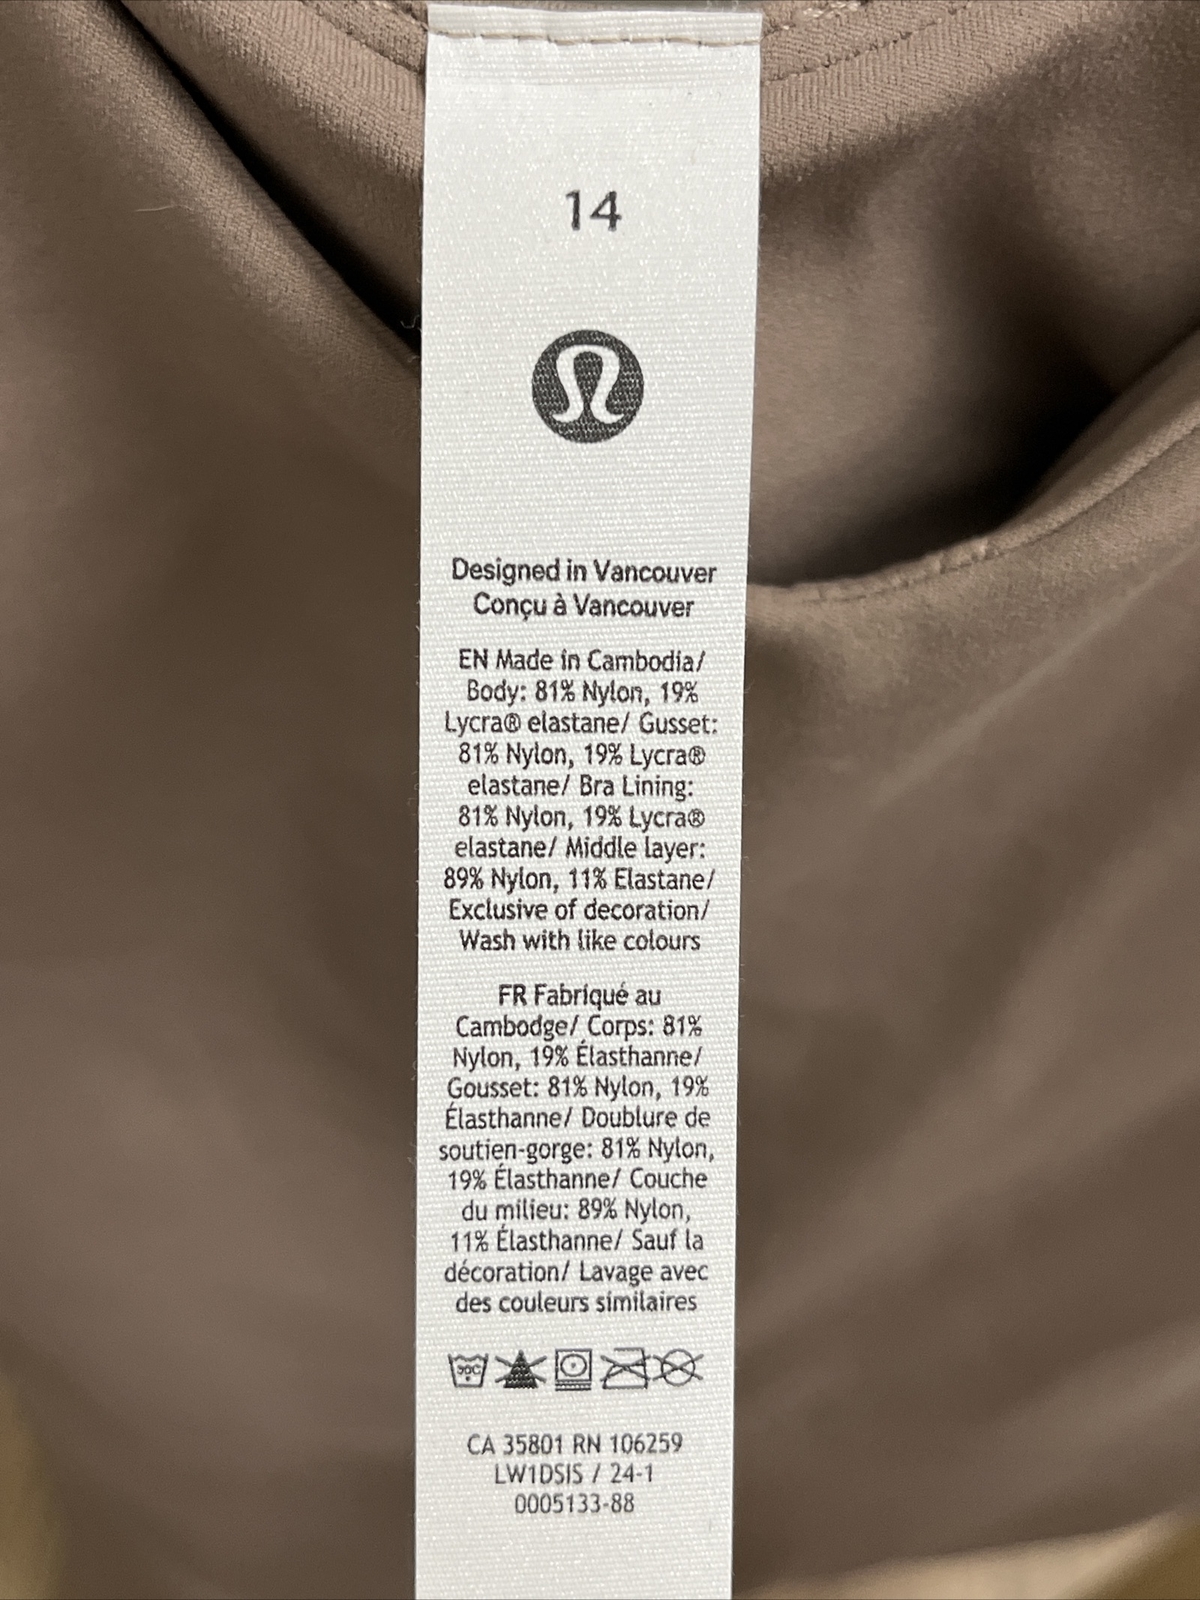 14
Designed in Vancouver
Conçu à Vancouver
EN Made in Cambodia/
Body: 81% Nylon, 19%
Lycra® elastane/ Gusset:
81% Nylon, 19% Lycra®
elastane/ Bra Lining:
81% Nylon, 19% Lycra®
elastane/ Middle layer:
89% Nylon, 11% Elastane/
Exclusive of decoration/
Wash with like colours
FR Fabriqué au
Cambodge/ Corps: 81%
Nylon, 19% Élasthanne/
Gousset: 81% Nylon, 19%
Élasthanne/ Doublure de
soutien-gorge: 81% Nylon,
19% Élasthanne/ Couche
du milieu: 89% Nylon,
11% Élasthanne/ Sauf la
décoration/ Lavage avec
des couleurs similaires
CA 35801 RN 106259
LW1DSIS / 24-1
0005133-88